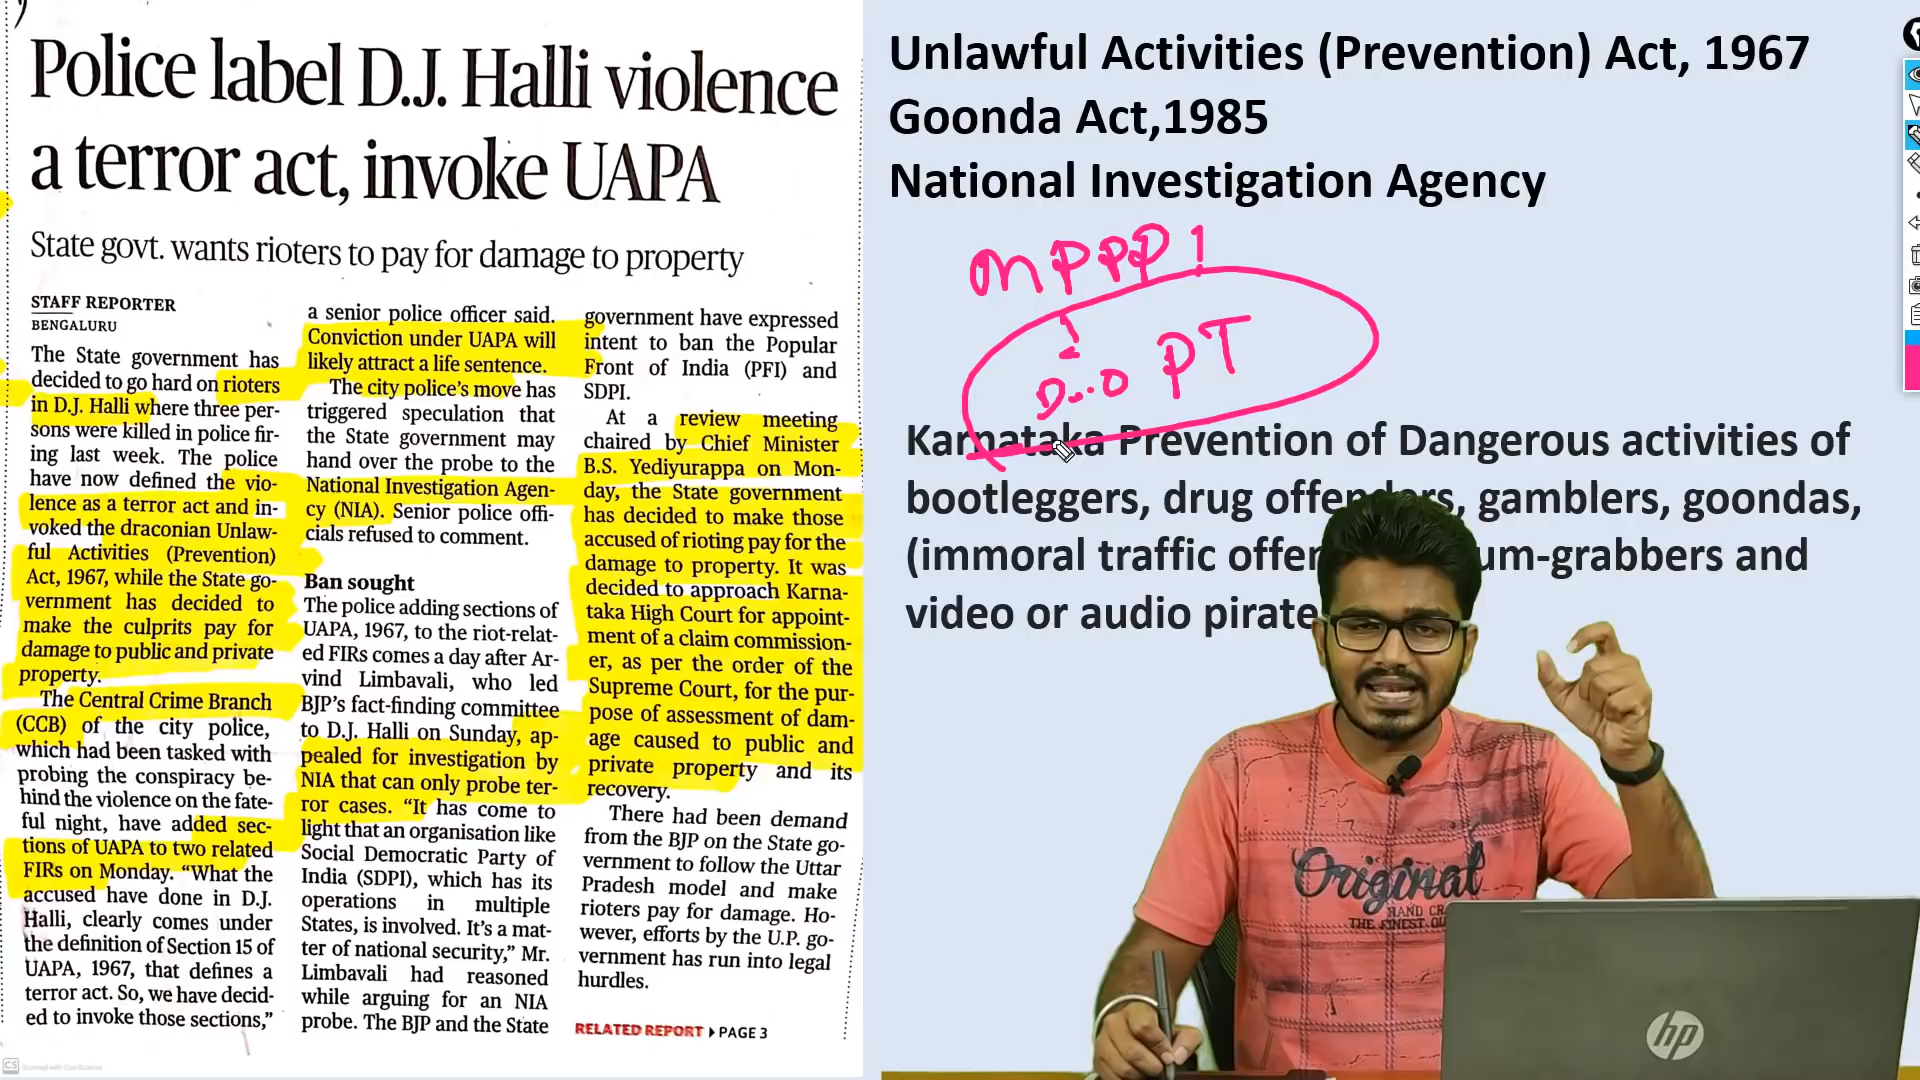 Police label D.J. Halli violence
a terror act, invoke UAPA
State govt. wants rioters to pay for damage to property
STAFF REPORTER
BENGALURU
The State government has
decided to go hard on rioters
in D.J. Halli where three per-
sons were killed in police fir-
ing last week. The police
have now defined the vio-
lence as a terror act and in-
voked the draconian Unlaw-
ful Activities (Prevention)
Act, 1967, while the State go-
vernment has decided to
make the culprits pay for
damage to public and private
property.
The Central Crime Branch
(CCB) of the city police,
which had been tasked with
probing the conspiracy be-
hind the violence on the fate-
ful night, have added sec-
tions of UAPA to two related
FIRs on Monday. “What the
accused have done in D.J.
Halli, clearly comes under
the definition of Section 15 of
UAPA, 1967, that defines a
terror act. So, we have decid-
ed to invoke those sections,”
a senior police officer said.
Conviction under UAPA will
likely attract a life sentence.
The city police’s move has
triggered speculation that
the State government may
hand over the probe to the
National Investigation Agen-
cy (NIA). Senior police offi-
cials refused to comment.
Ban sought
The police adding sections of
UAPA, 1967, to the riot-relat-
ed FIRs comes a day after Ar-
vind Limbavali, who led
BJP’s fact-finding committee
to D.J. Halli on Sunday, ap-
pealed for investigation by
NIA that can only probe ter-
ror cases. “It has come to
light that an organisation like
Social Democratic Party of
India (SDPI), which has its
operations in multiple
States, is involved. It’s a mat-
ter of national security,” Mr.
Limbavali had reasoned
while arguing for an NIA
probe. The BJP and the State
government have expressed
intent to ban the Popular
Front of India (PFI) and
SDPI.
At a review meeting
chaired by Chief Minister
B.S. Yediyurappa on Mon-
day, the State government
has decided to make those
accused of rioting pay for the
damage to property. It was
decided to approach Karna-
taka High Court for appoint-
ment of a claim commission-
er, as per the order of the
Supreme Court, for the pur-
pose of assessment of dam-
age caused to public and
private property and its
recovery.
There had been demand
from the BJP on the State go-
vernment to follow the Uttar
Pradesh model and make
rioters pay for damage. Ho-
wever, efforts by the U.P. go-
vernment has run into legal
hurdles.
RELATED REPORT PAGE 3
CS Scanned with CamScanner
Unlawful Activities (Prevention) Act, 1967
Goonda Act,1985
National Investigation Agency
PT
Karnataka Prevention of Dangerous activities of
bootleggers, drug offenders, gamblers, goondas,
(immoral traffic and
video or audio
Original
THE FINEST
hp